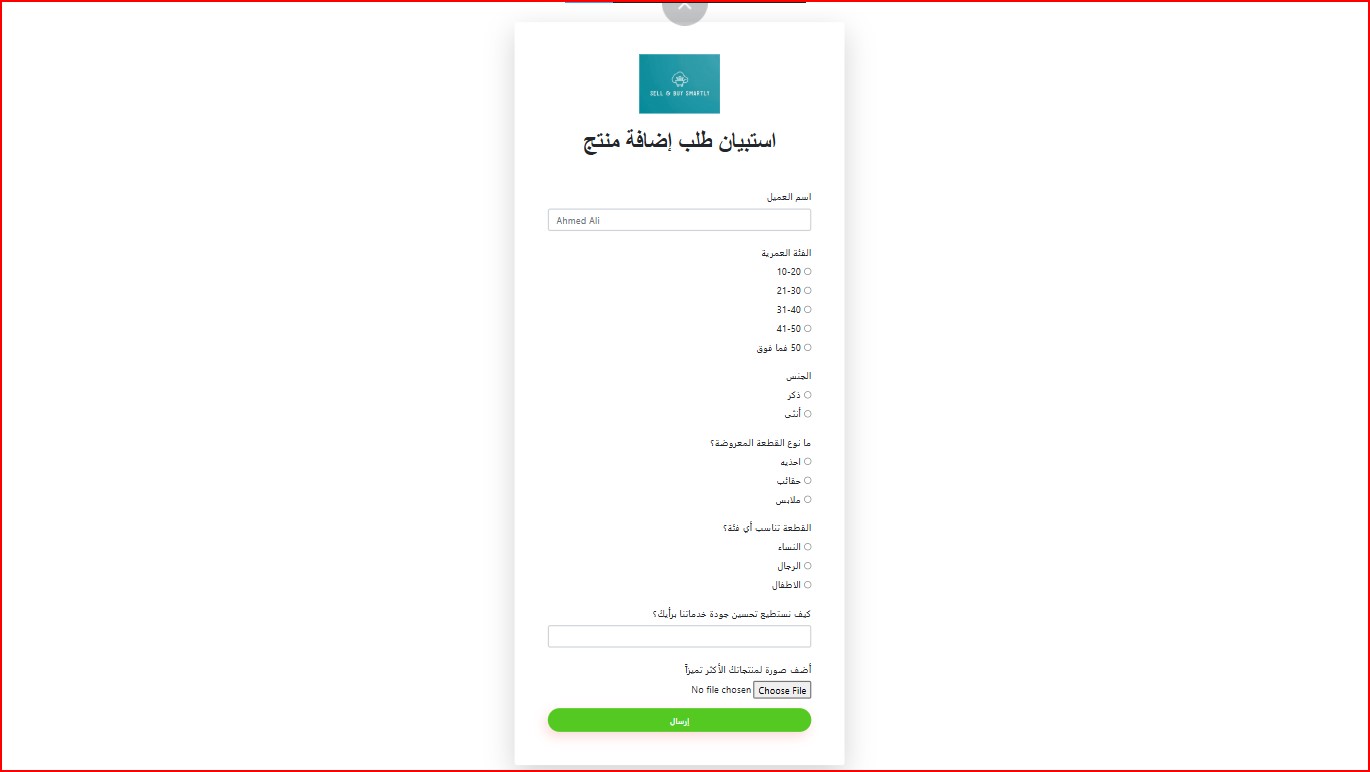 SELL & BUY SMARTLY
استبيان طلب إضافة منتج
اسم العميل
Ahmed Ali
الفئة العمرية
10-20
21-30
31-40
41-50
50 فما فوق
الجنس
ذكر
أنثى
ما نوع القطعة المعروضة؟
احذيه
حقائب
ملابس
القطعة تناسب أي فئة؟
النساء
الرجال
الاطفال
كيف نستطيع تحسين جودة خدماتنا برأيك؟
أضف صورة لمنتجاتك الأكثر تميزاً
Choose File No file chosen
إرسال